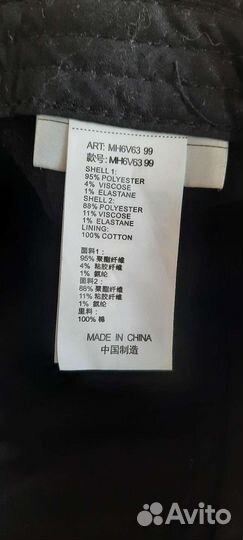 ART: MH6V63 99
款号: MH6V63 99
SHELL 1:
95% POLYESTER
4% VISCOSE
1% ELASTANE
SHELL 2:
88% POLYESTER
11% VISCOSE
1% ELASTANE
LINING:
100% COTTON
面料1:
95% 聚酯纤维
4% 粘胶纤维
1% 氨纶
面料2:
88% 聚酯纤维
11% 粘胶纤维
1% 氨纶
里料:
100% 棉
MADE IN CHINA
中国制造
Avito